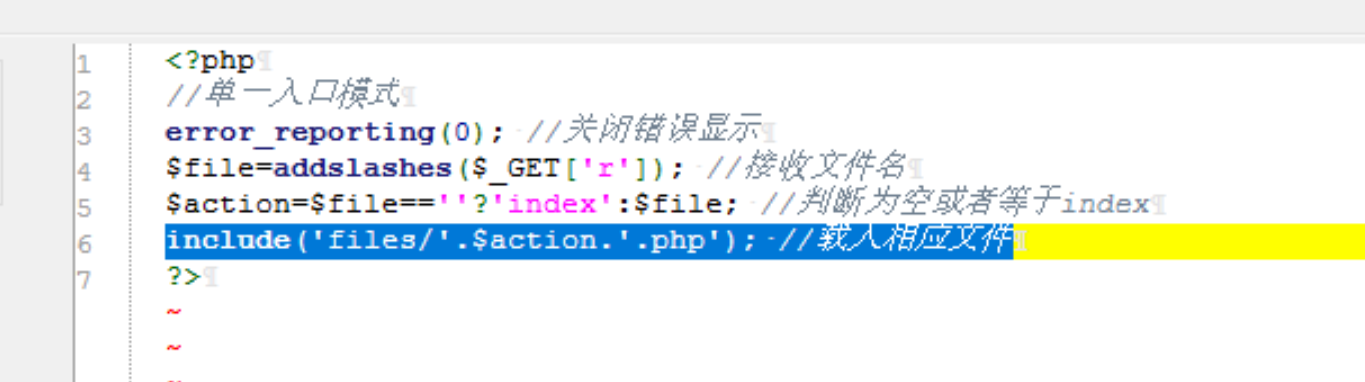 1 <?php
2 //单一入口模式
3 error_reporting(0); //关闭错误显示
4 $file=addslashes($_GET['r']); //接收文件名
5 $action=$file==''?'index':$file; //判断为空或者等于index
6 include('files/'.$action.'.php'); //载入相应文件
7 ?>
~
~
~